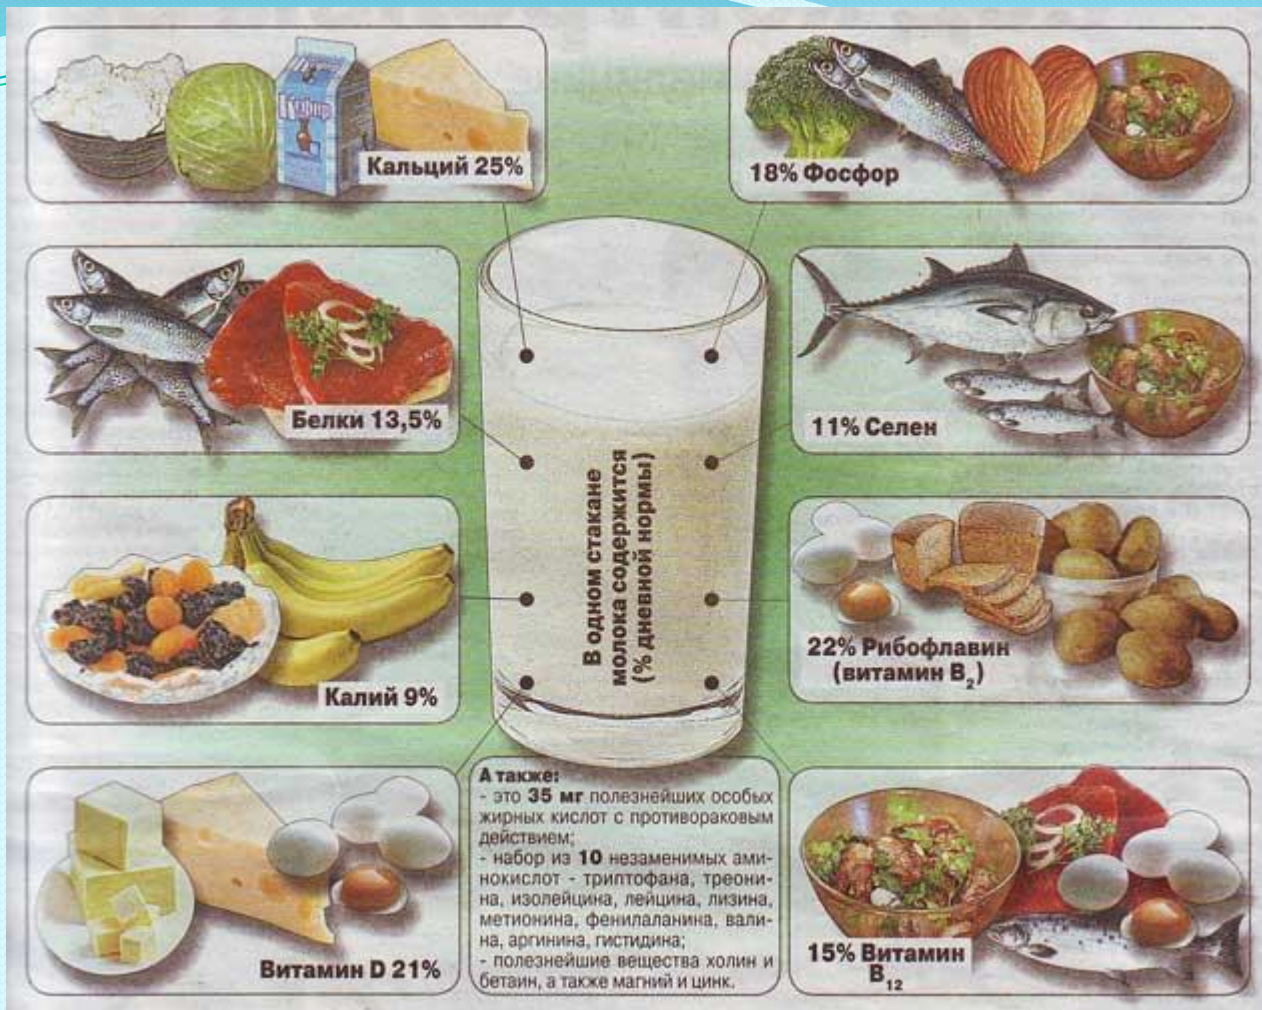 Кефир
Кальций 25%
18% Фосфор
Белки 13,5%
11% Селен
В одном стакане
молока содержится
(% дневной нормы)
Калий 9%
22% Рибофлавин
(витамин B₂)
Витамин D 21%
А также:
- это 35 мг полезнейших особых
жирных кислот с противораковым
действием;
- набор из 10 незаменимых ами-
нокислот - триптофана, треони-
на, изолейцина, лейцина, лизина,
метионина, фенилаланина, вали-
на, аргинина, гистидина;
- полезнейшие вещества холин и
бетаин, а также магний и цинк.
15% Витамин
B₁₂